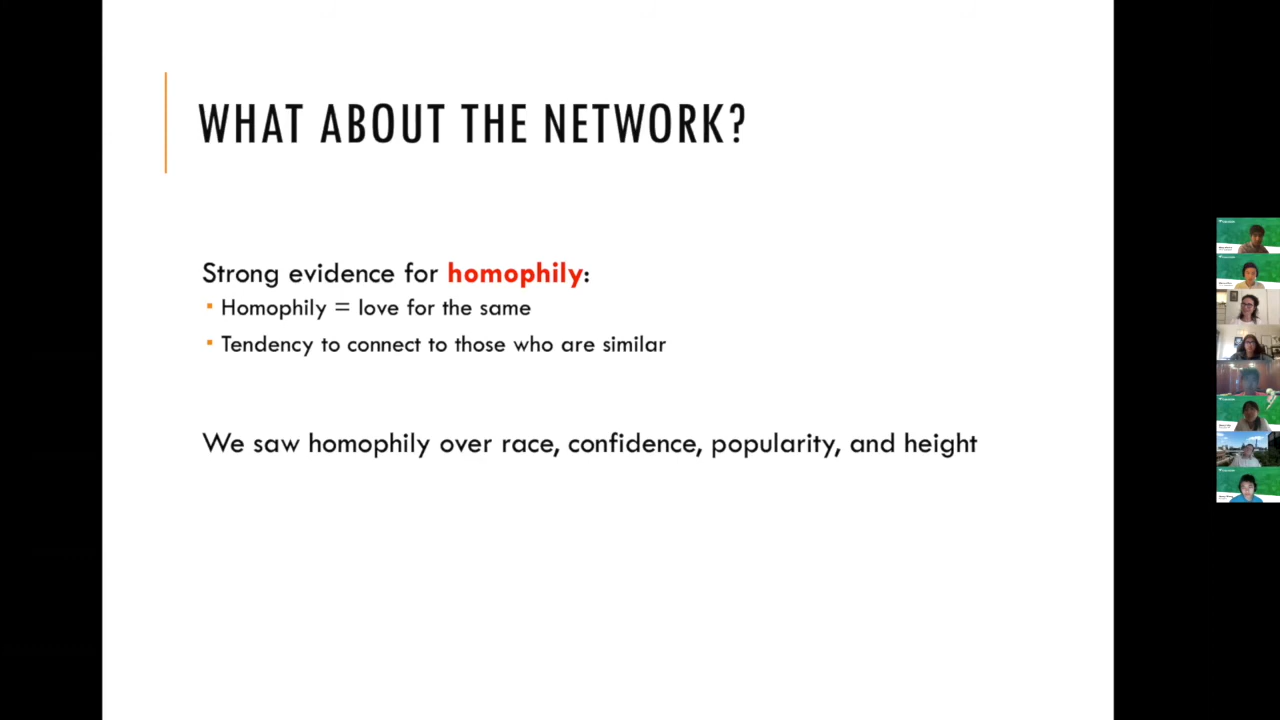 WHAT ABOUT THE NETWORK?
Strong evidence for homophily:
▪ Homophily = love for the same
▪ Tendency to connect to those who are similar
We saw homophily over race, confidence, popularity, and height